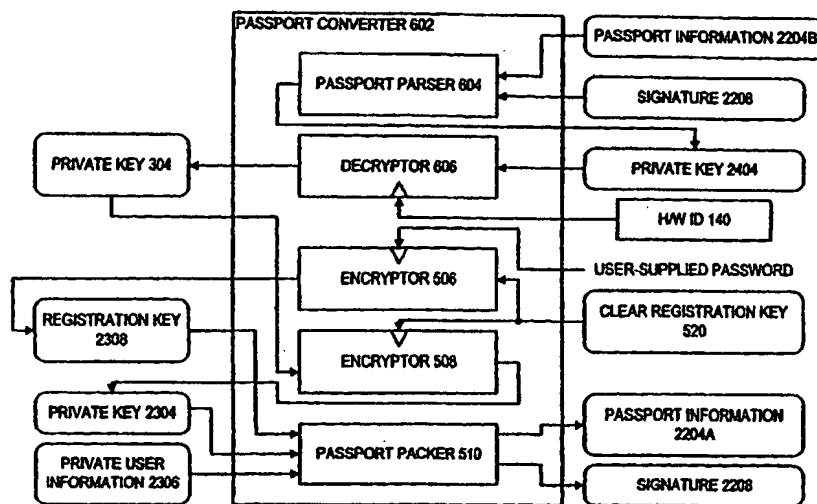 PASSPORT CONVERTER 602
PASSPORT INFORMATION 2204B
PASSPORT PARSER 604
SIGNATURE 2208
PRIVATE KEY 304
DECRYPTOR 606
PRIVATE KEY 2404
H/W ID 140
ENCRYPTOR 506
USER-SUPPLIED PASSWORD
REGISTRATION KEY
2308
CLEAR REGISTRATION KEY
520
ENCRYPTOR 508
PRIVATE KEY 2304
PASSPORT INFORMATION
2204A
PRIVATE USER
INFORMATION 2306
PASSPORT PACKER 510
SIGNATURE 2208